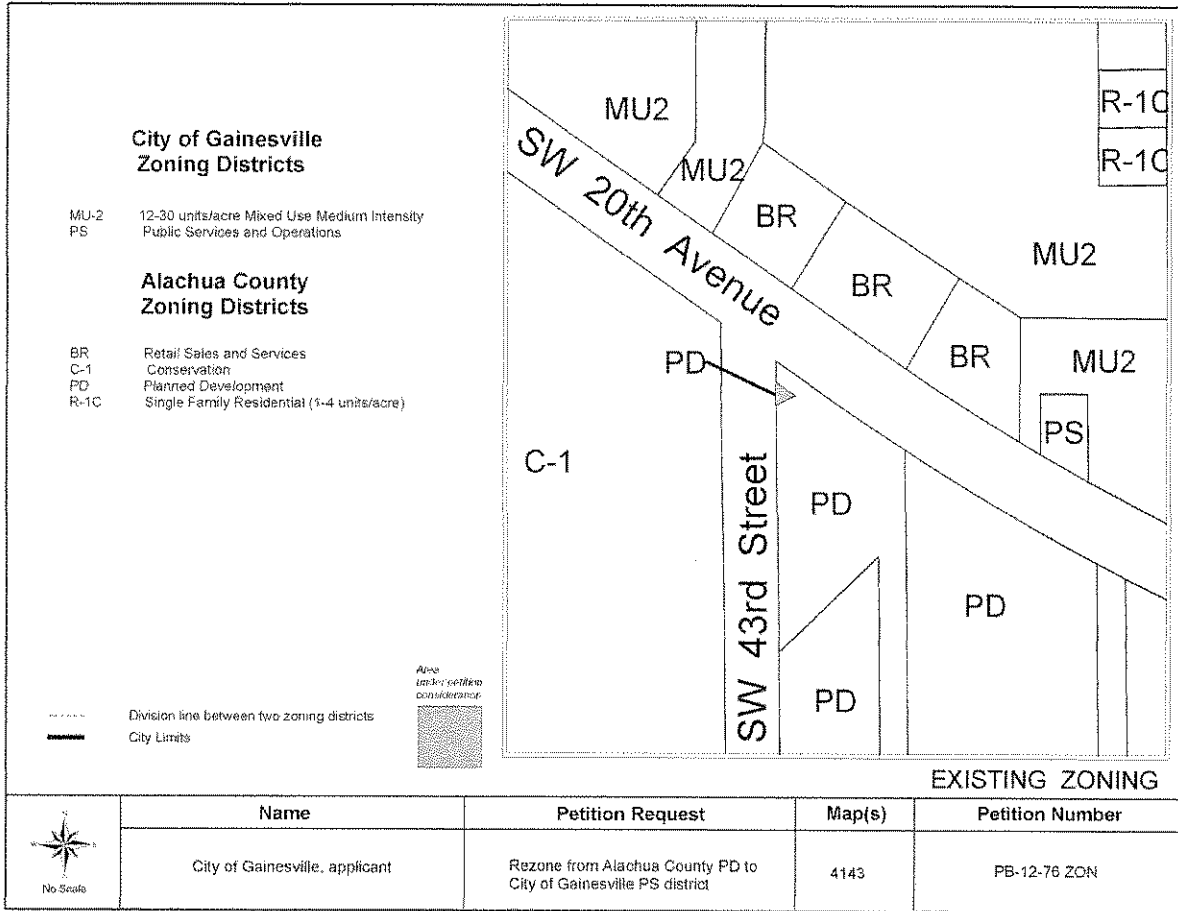 City of Gainesville
Zoning Districts
MU-2 12-30 units/acre Mixed Use Medium Intensity
PS Public Services and Operations
Alachua County
Zoning Districts
BR Retail Sales and Services
C-1 Conservation
PD Planned Development
R-1C Single Family Residential (1-4 units/acre)
Area
under petition
consideration
Division line between two zoning districts
City Limits
MU2
R-1C
R-1C
MU2
SW 20th Avenue
BR
MU2
BR
BR
MU2
PD
PS
C-1
PD
SW 43rd Street
PD
PD
EXISTING ZONING
N
W
E
S
No Scale
Name
Petition Request
Map(s)
Petition Number
City of Gainesville, applicant
Rezone from Alachua County PD to
City of Gainesville PS district
4143
PB-12-76 ZON